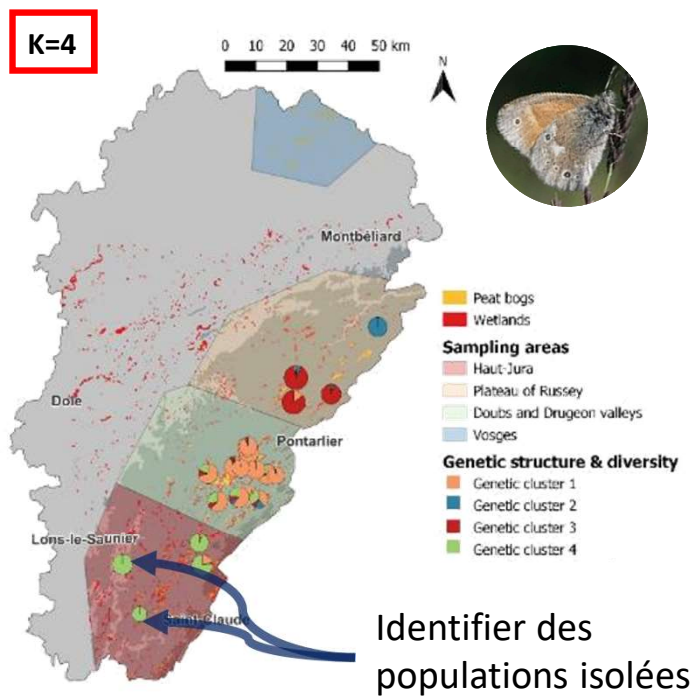 K=4
0 10 20 30 40 50 km
N
Montbéliard
Dole
Pontarlier
Lons-le-Saunier
Saint-Claude
Peat bogs
Wetlands
Sampling areas
Haut-Jura
Plateau of Russey
Doubs and Drugeon valleys
Vosges
Genetic structure & diversity
Genetic cluster 1
Genetic cluster 2
Genetic cluster 3
Genetic cluster 4
Identifier des
populations isolées